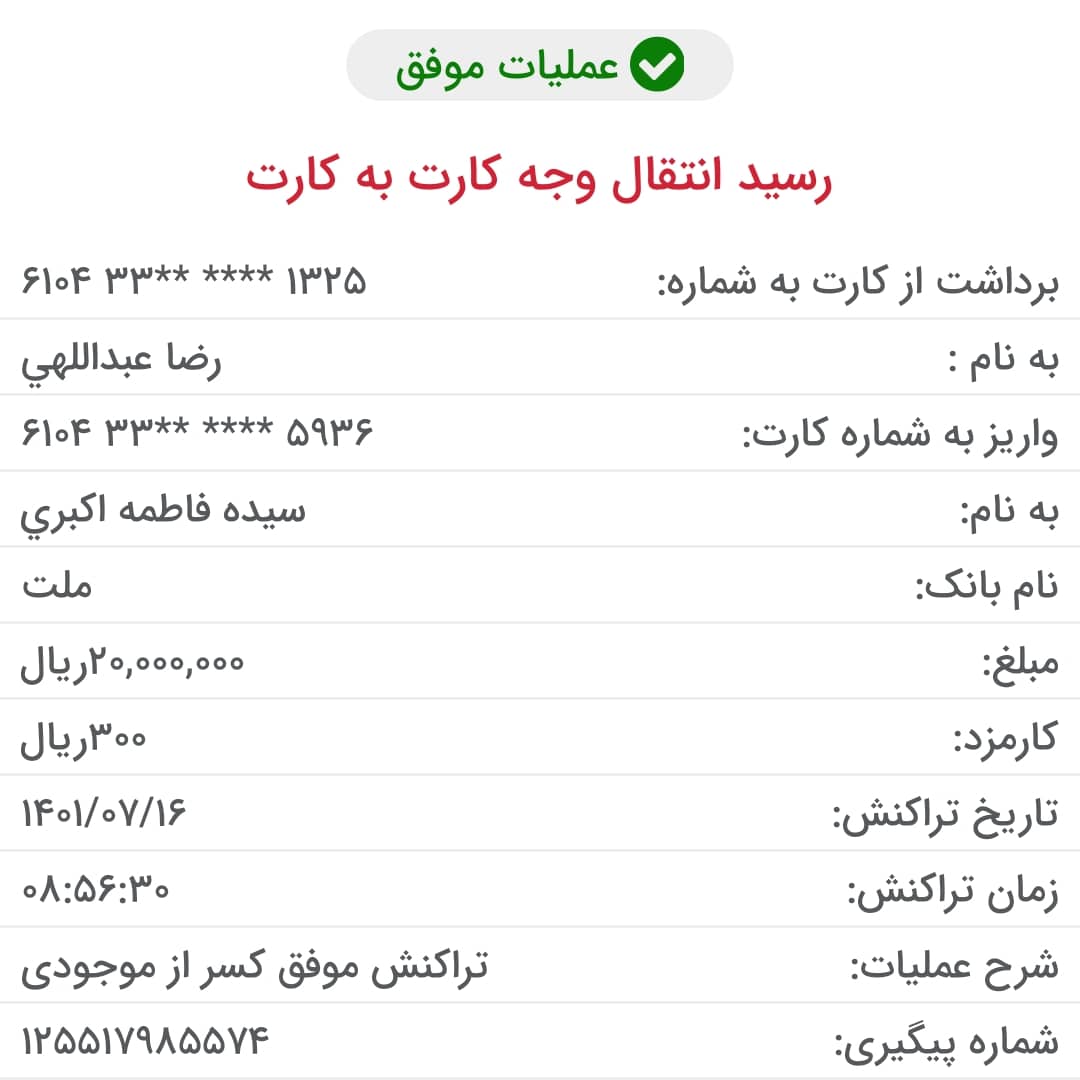 عملیات موفق
رسید انتقال وجه کارت به کارت
برداشت از کارت به شماره: ۶۱۰۴ ۳۳** **** ۱۳۲۵
به نام : رضا عبداللهي
واریز به شماره کارت: ۶۱۰۴ ۳۳** **** ۵۹۳۶
به نام: سیده فاطمه اکبري
نام بانک: ملت
مبلغ: ۲۰,۰۰۰,۰۰۰ریال
کارمزد: ۳۰۰ریال
تاریخ تراکنش: ۱۴۰۱/۰۷/۱۶
زمان تراکنش: ۰۸:۵۶:۳۰
شرح عملیات: تراکنش موفق کسر از موجودی
شماره پیگیری: ۱۲۵۵۱۷۹۸۵۵۷۴